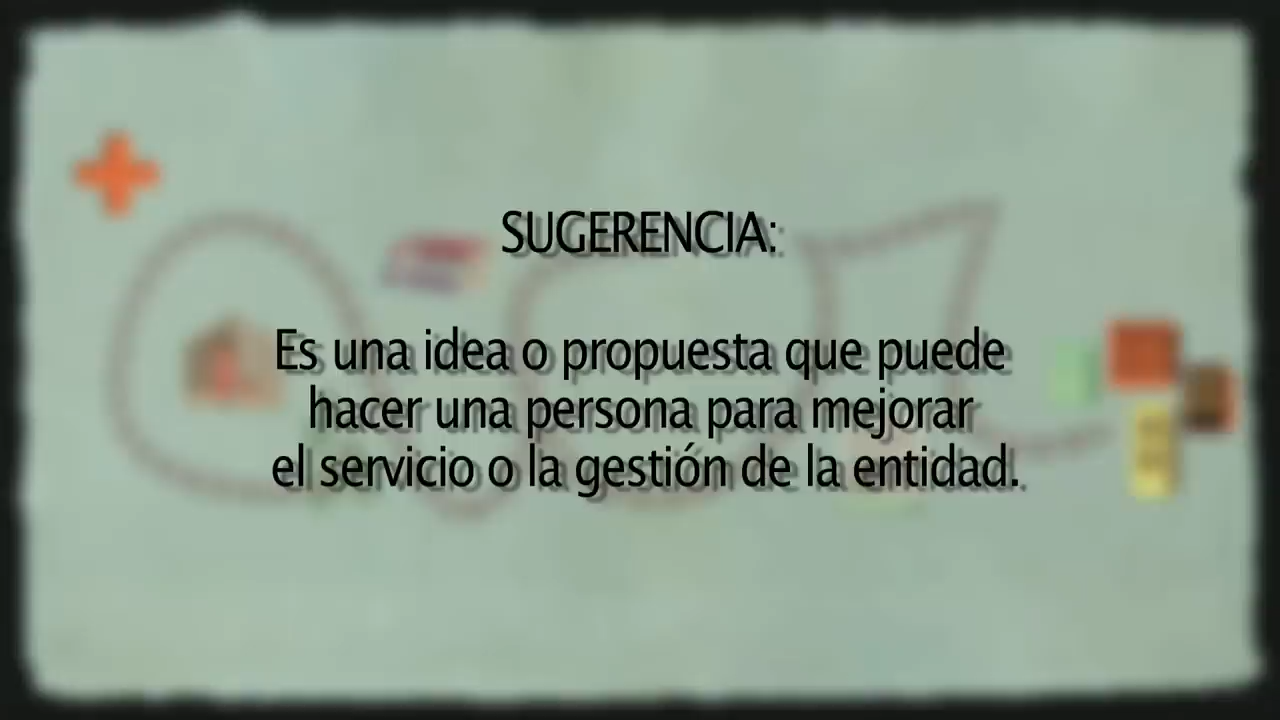 SUGERENCIA:
Es una idea o propuesta que puede
hacer una persona para mejorar
el servicio o la gestión de la entidad.